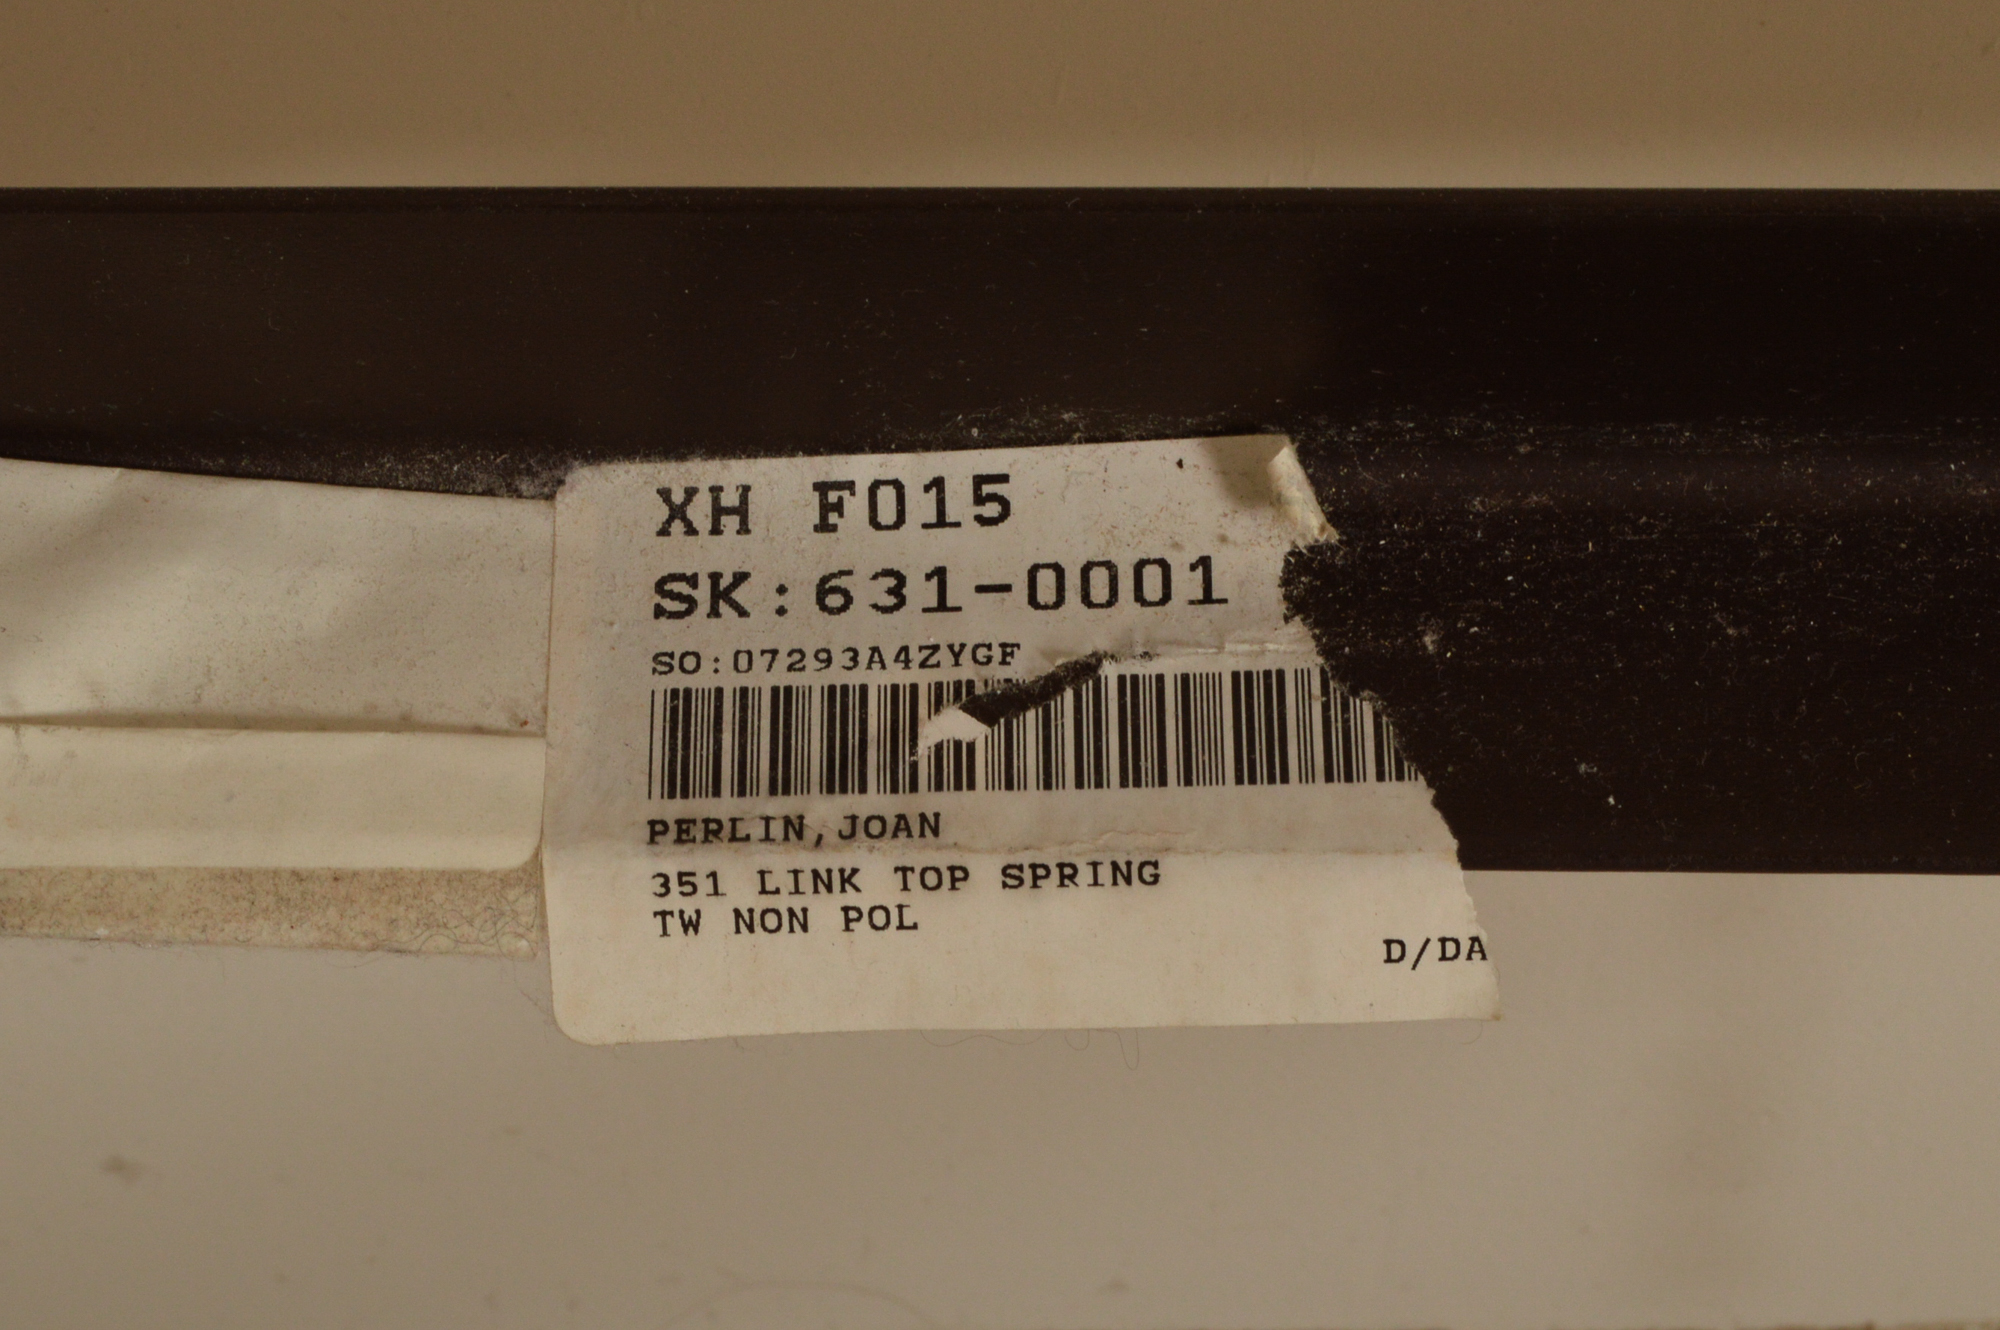 XH F015
SK:631-0001
SO:07293A4ZYGF
PERLIN,JOAN
351 LINK TOP SPRING
TW NON POL
D/DA